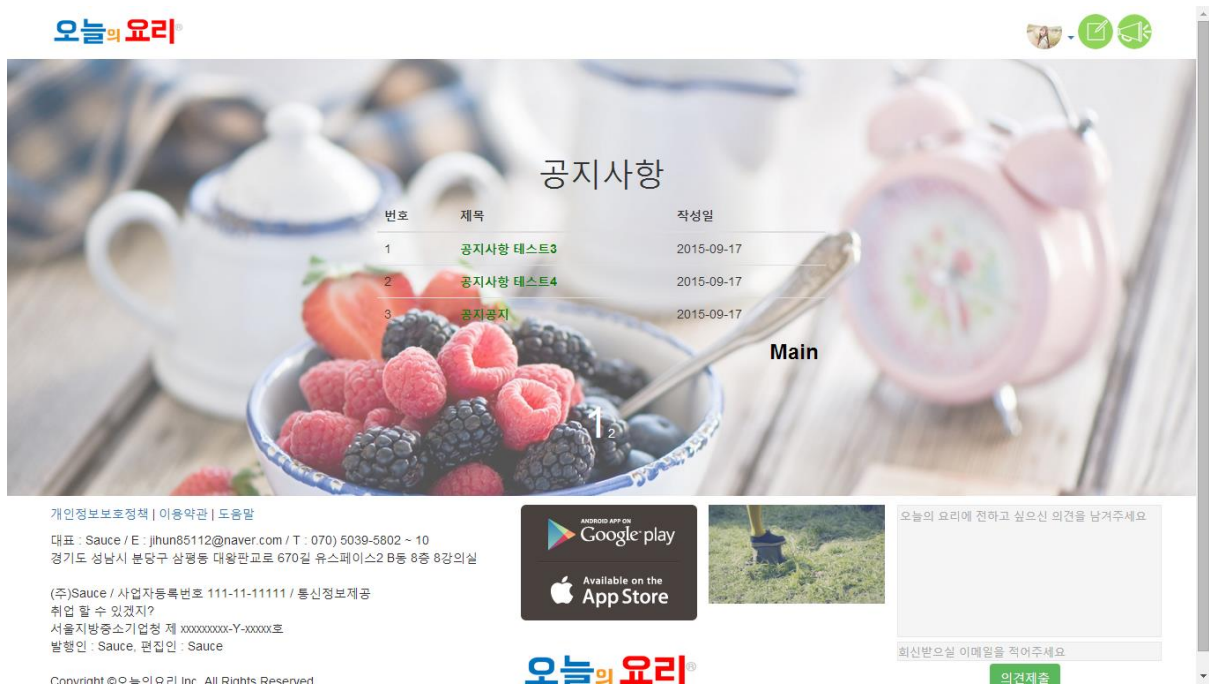 오늘의요리®
공지사항
번호 제목 작성일
1 공지사항 테스트3 2015-09-17
2 공지사항 테스트4 2015-09-17
3 공지공지 2015-09-17
Main
1 2
개인정보보호정책 | 이용약관 | 도움말
대표 : Sauce / E : jihun85112@naver.com / T : 070) 5039-5802 ~ 10
경기도 성남시 분당구 삼평동 대왕판교로 670길 유스페이스2 B동 8층 8강의실
(주)Sauce / 사업자등록번호 111-11-11111 / 통신정보제공
취업 할 수 있겠지?
서울지방중소기업청 제 xxxxxxxxx-Y-xxxxx호
발행인 : Sauce, 편집인 : Sauce
Copyright ©오늘의요리 Inc. All Rights Reserved
ANDROID APP ON
Google play
Available on the
App Store
오늘의요리®
오늘의 요리에 전하고 싶으신 의견을 남겨주세요
회신받으실 이메일을 적어주세요
의견제출